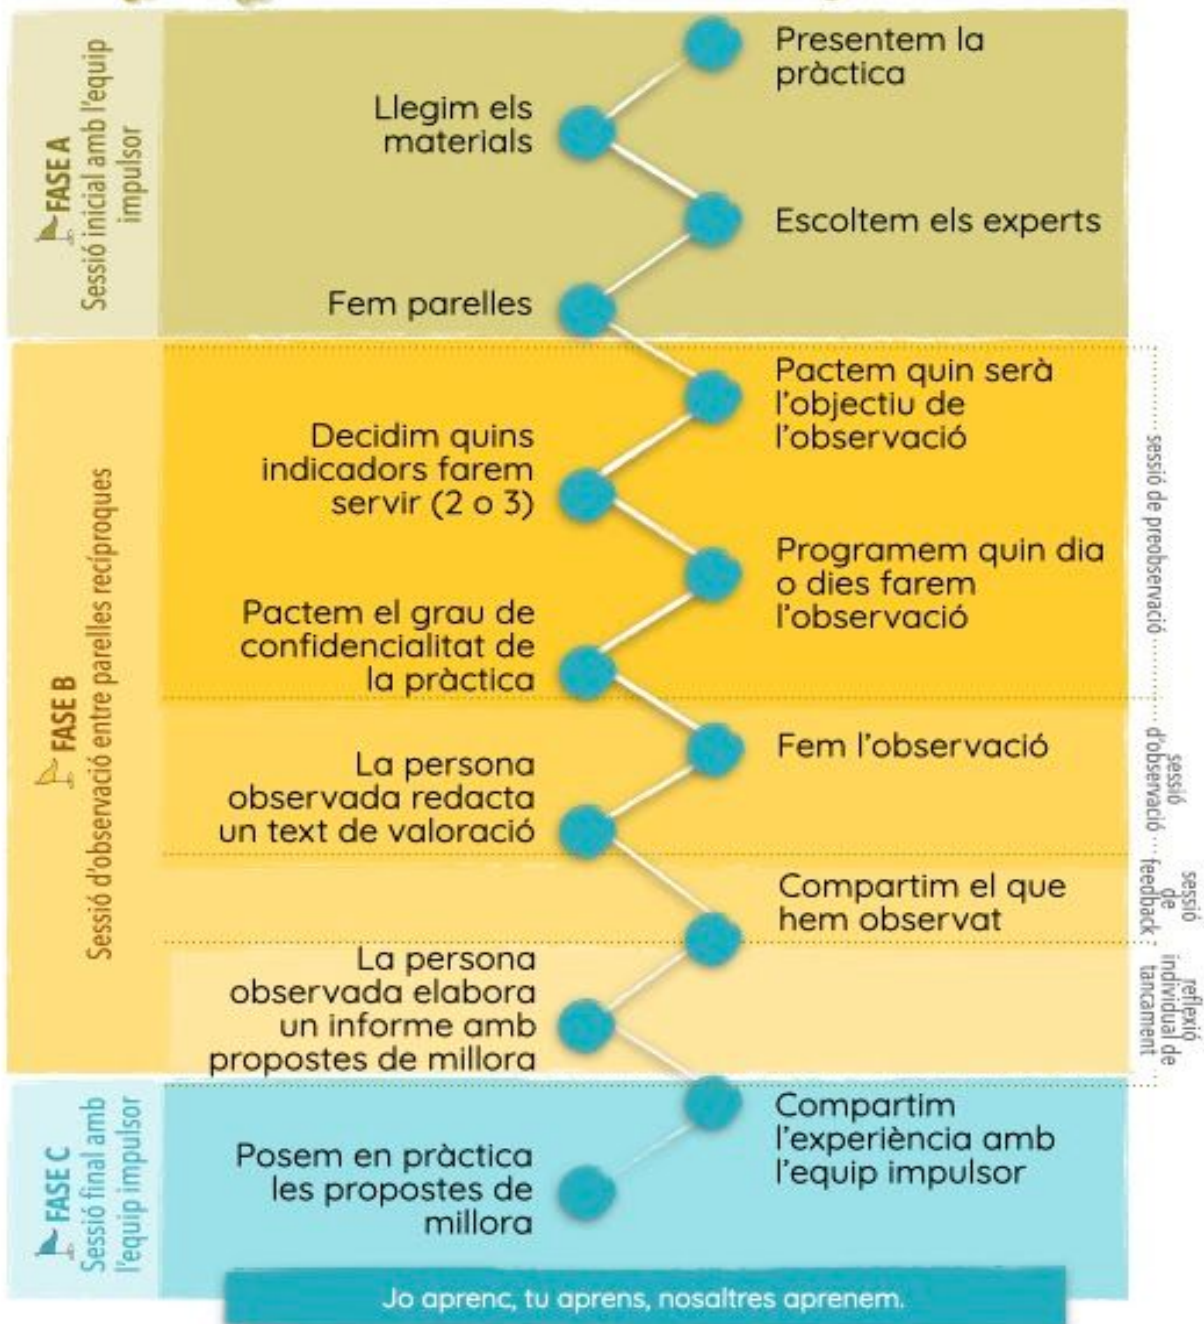 FASE A
Sessió inicial amb l'equip
impulsor
Presentem la
pràctica
Llegim els
materials
Escoltem els experts
Fem parelles
FASE B
Sessió d'observació entre parelles recíproques
sessió de preobservació
Pactem quin serà
l'objectiu de
l'observació
Decidim quins
indicadors farem
servir (2 o 3)
Programem quin dia
o dies farem
l'observació
Pactem el grau de
confidencialitat de
la pràctica
sessió
d'observació
Fem l'observació
La persona
observada redacta
un text de valoració
sessió
de
feedback
Compartim el que
hem observat
reflexió
individual de
tancament
La persona
observada elabora
un informe amb
propostes de millora
FASE C
Sessió final amb
l'equip impulsor
Compartim
l'experiència amb
l'equip impulsor
Posem en pràctica
les propostes de
millora
Jo aprenc, tu aprens, nosaltres aprenem.